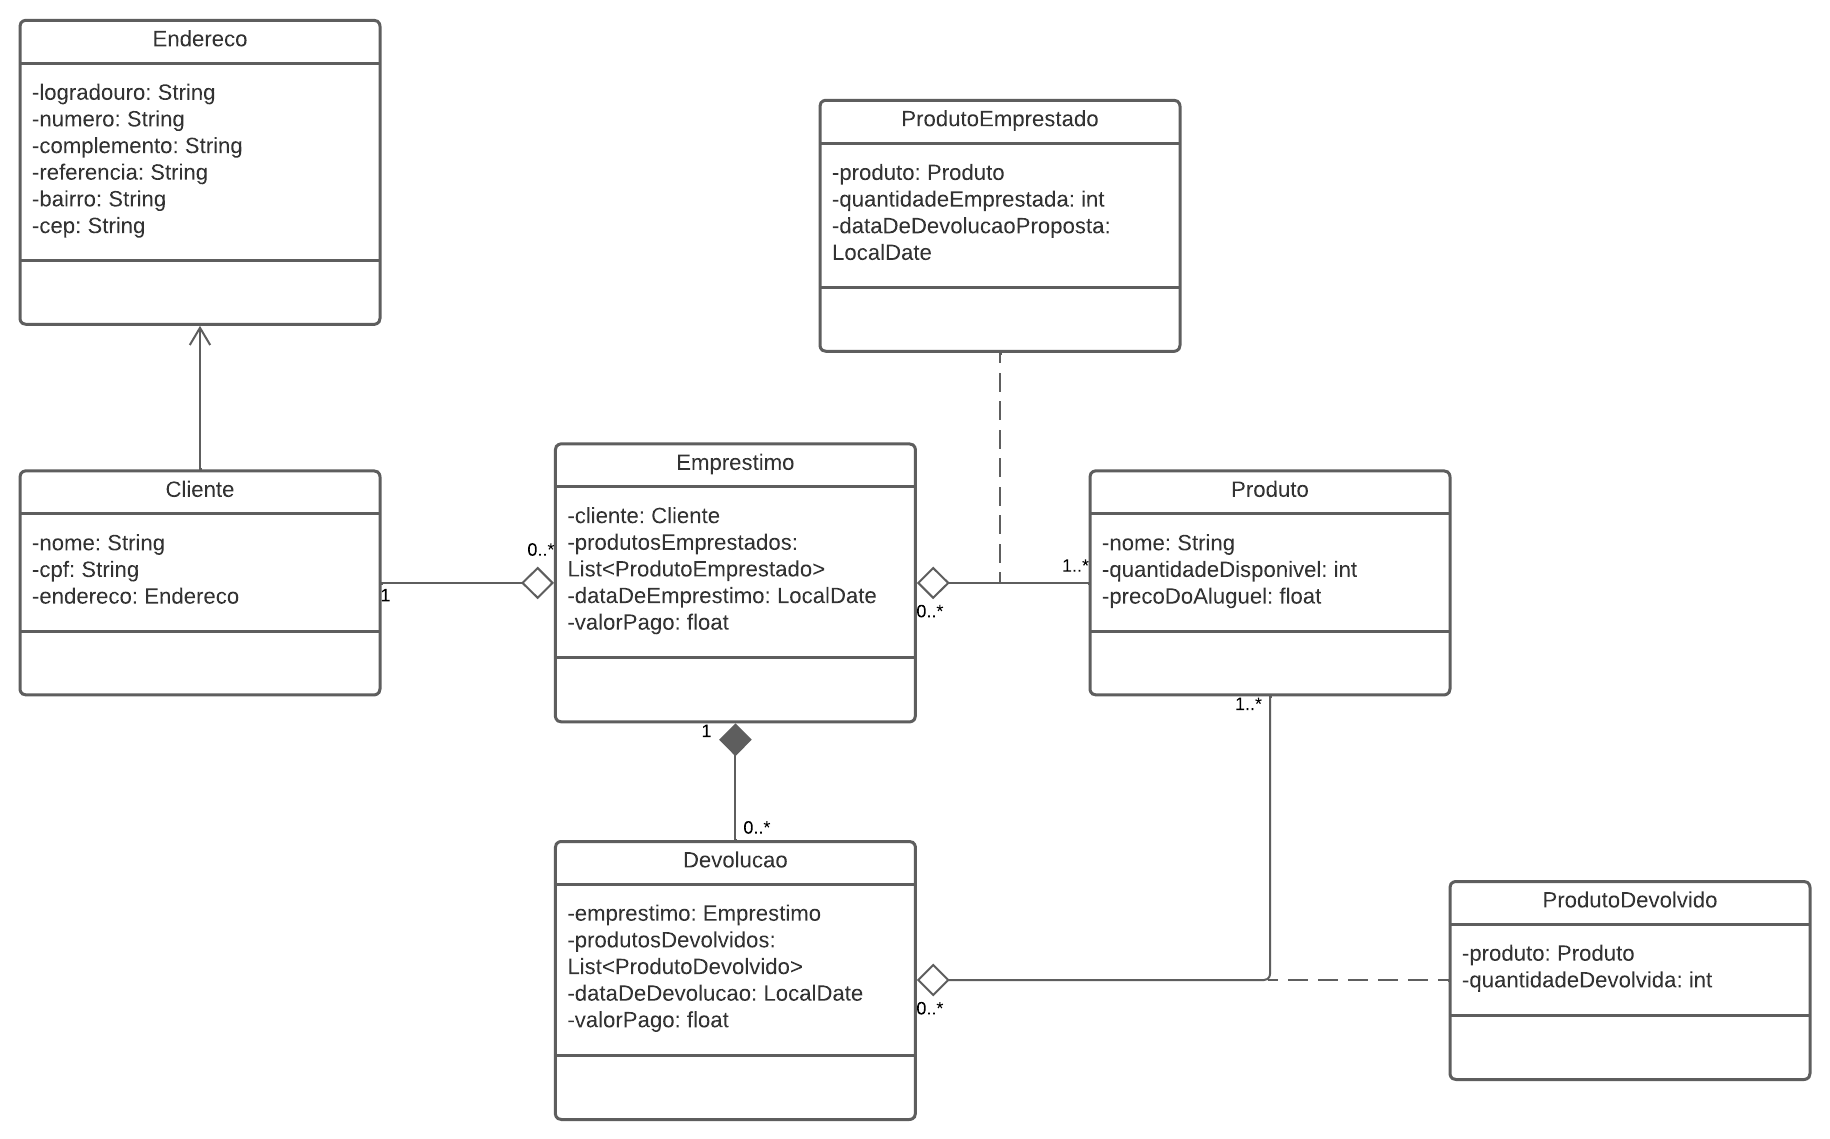 Endereco
-logradouro: String
-numero: String
-complemento: String
-referencia: String
-bairro: String
-cep: String
ProdutoEmprestado
-produto: Produto
-quantidadeEmprestada: int
-dataDeDevolucaoProposta:
LocalDate
Cliente
-nome: String
-cpf: String
-endereco: Endereco
1
0..*
Emprestimo
-cliente: Cliente
-produtosEmprestados:
List<ProdutoEmprestado>
-dataDeEmprestimo: LocalDate
-valorPago: float
0..*
1..*
Produto
-nome: String
-quantidadeDisponivel: int
-precoDoAluguel: float
1
0..*
1..*
Devolucao
-emprestimo: Emprestimo
-produtosDevolvidos:
List<ProdutoDevolvido>
-dataDeDevolucao: LocalDate
-valorPago: float
0..*
ProdutoDevolvido
-produto: Produto
-quantidadeDevolvida: int